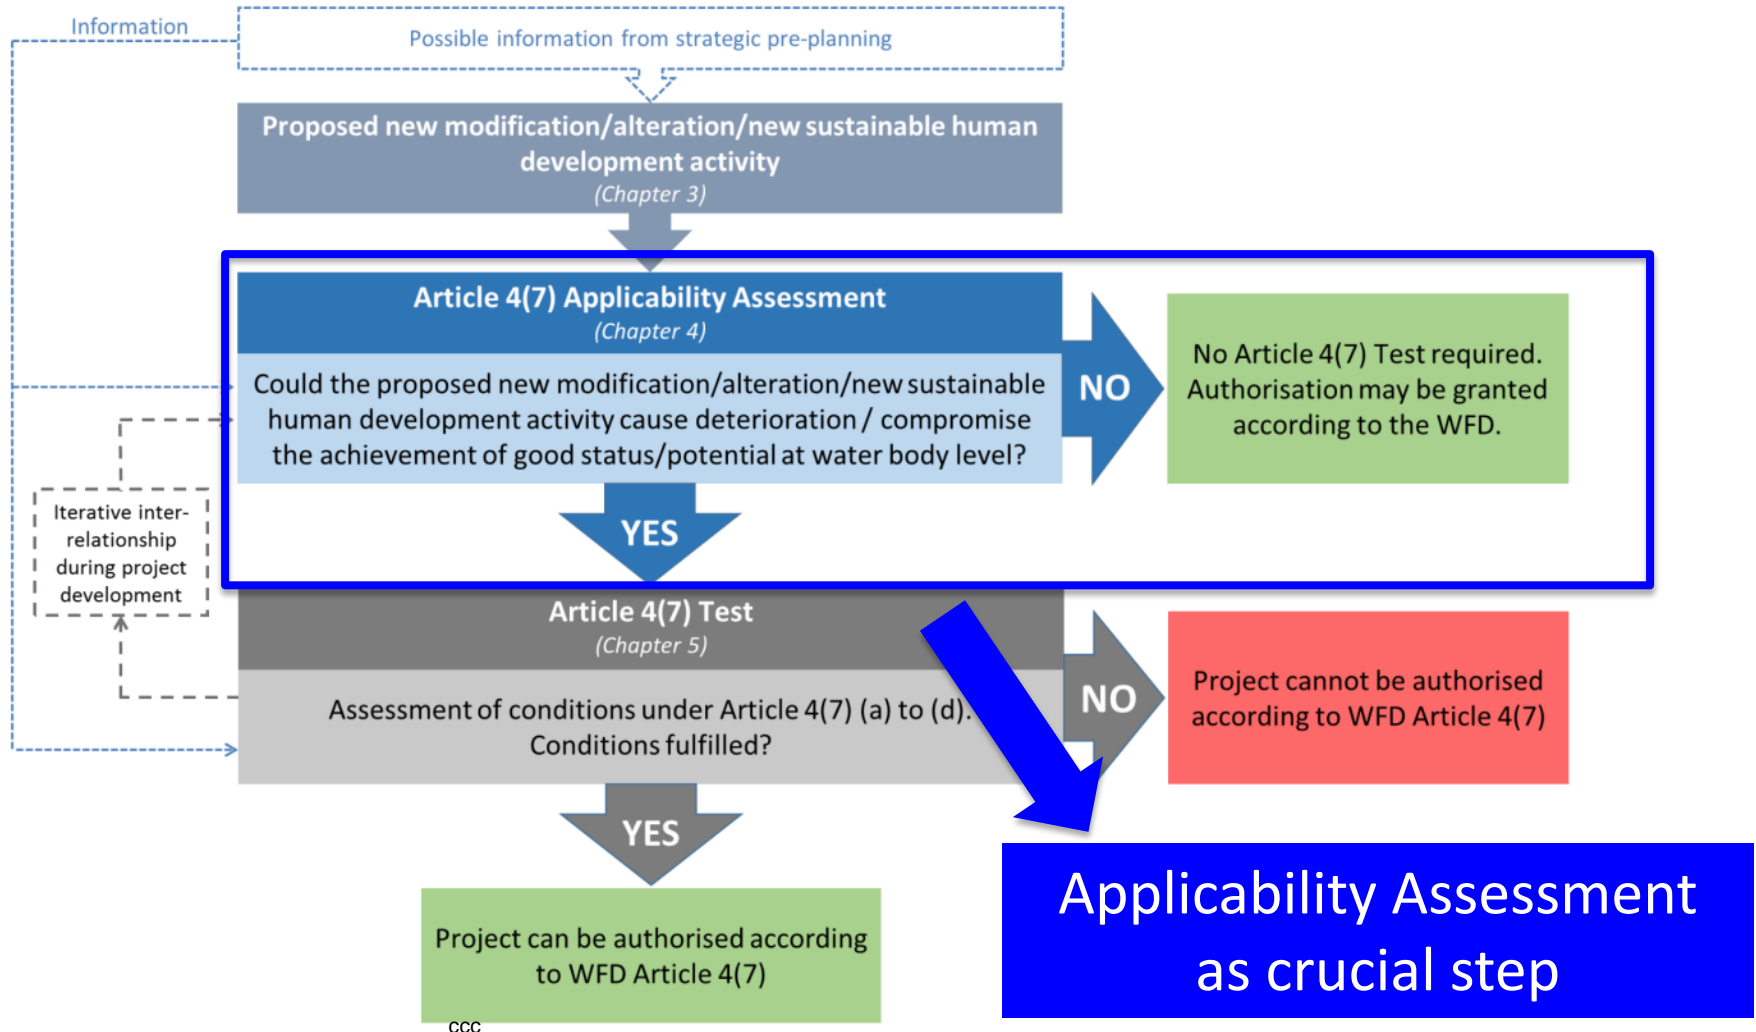 Information
Possible information from strategic pre-planning
Proposed new modification/alteration/new sustainable human
development activity
(Chapter 3)
Article 4(7) Applicability Assessment
(Chapter 4)
Could the proposed new modification/alteration/new sustainable
human development activity cause deterioration / compromise
the achievement of good status/potential at water body level?
NO
No Article 4(7) Test required.
Authorisation may be granted
according to the WFD.
YES
Iterative inter-
relationship
during project
development
Article 4(7) Test
(Chapter 5)
Assessment of conditions under Article 4(7) (a) to (d).
Conditions fulfilled?
NO
Project cannot be authorised
according to WFD Article 4(7)
YES
Project can be authorised according
to WFD Article 4(7)
Applicability Assessment
as crucial step
ccc